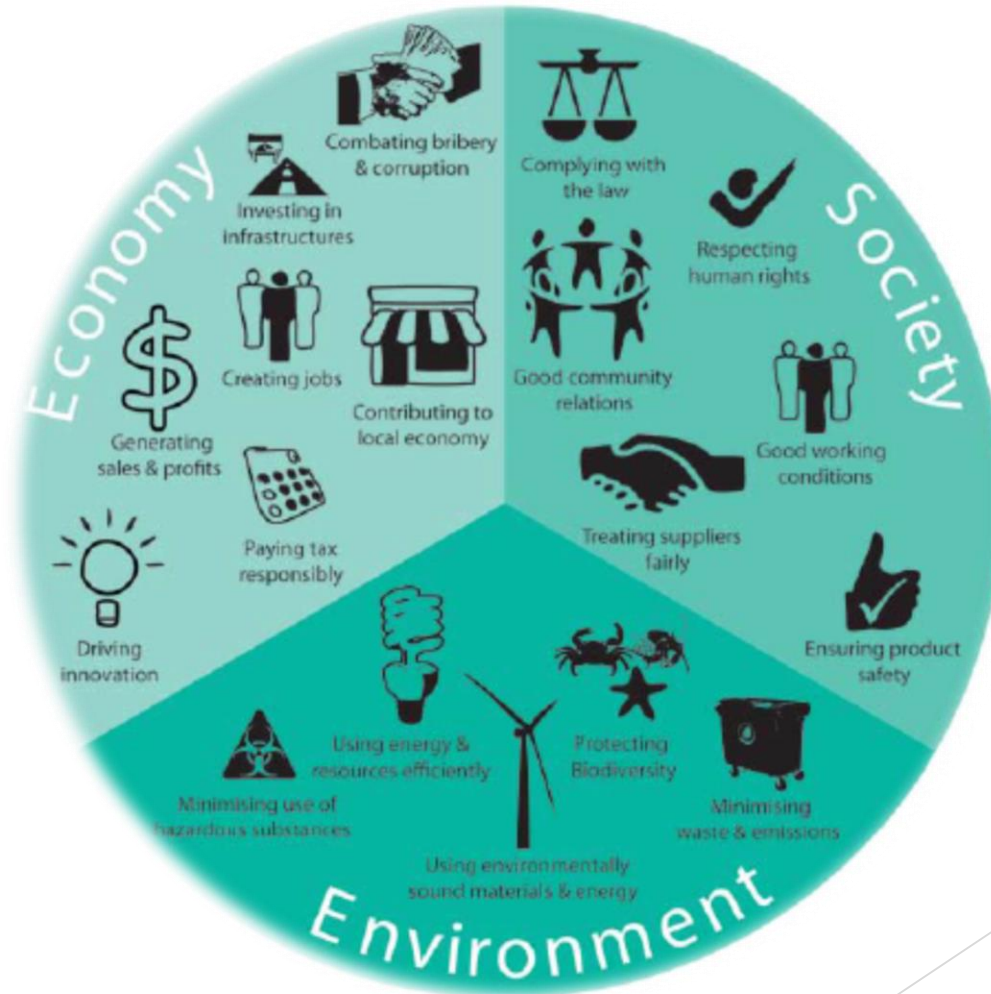 Economy
Combating bribery
& corruption
Investing in
infrastructures
Creating jobs
Contributing to
local economy
Generating
sales & profits
Paying tax
responsibly
Driving
innovation
Society
Complying with
the law
Respecting
human rights
Good community
relations
Good working
conditions
Treating suppliers
fairly
Ensuring product
safety
Using energy &
resources efficiently
Protecting
Biodiversity
Minimising use of
hazardous substances
Minimising
waste & emissions
Using environmentally
sound materials & energy
Environment